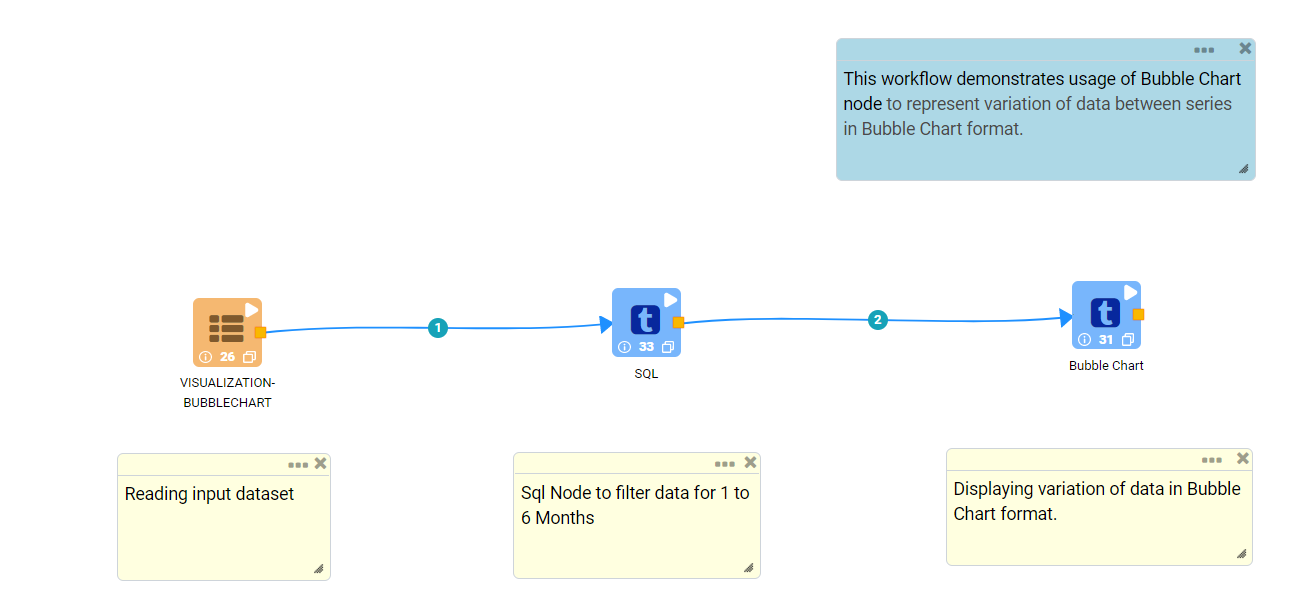 This workflow demonstrates usage of Bubble Chart
node to represent variation of data between series
in Bubble Chart format.
1
2
t
t
26
33
31
VISUALIZATION-
BUBBLECHART
SQL
Bubble Chart
Reading input dataset
Sql Node to filter data for 1 to
6 Months
Displaying variation of data in Bubble
Chart format.